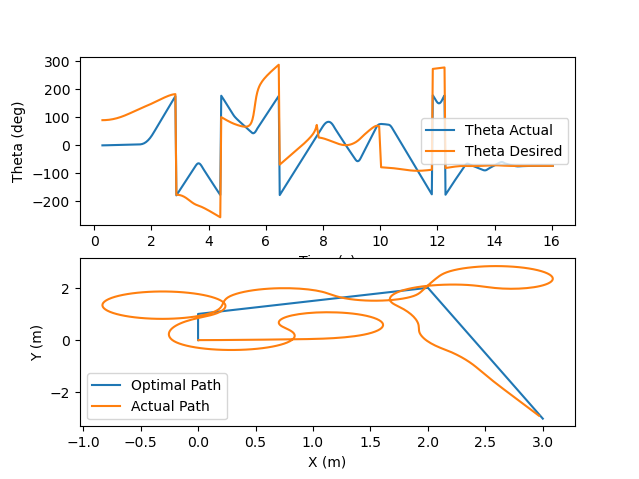 300
200
100
0
−100
−200
Theta (deg)
Theta Actual
Theta Desired
0 2 4 6 8 10 12 14 16
2
0
−2
Y (m)
Optimal Path
Actual Path
−1.0 −0.5 0.0 0.5 1.0 1.5 2.0 2.5 3.0
X (m)